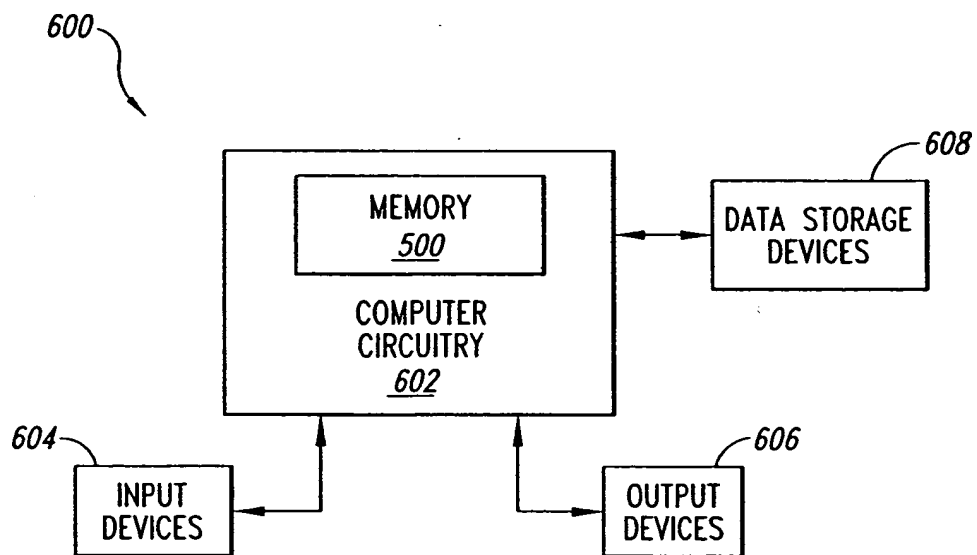 600
608
MEMORY
500
DATA STORAGE
DEVICES
COMPUTER
CIRCUITRY
602
604
606
INPUT
DEVICES
OUTPUT
DEVICES